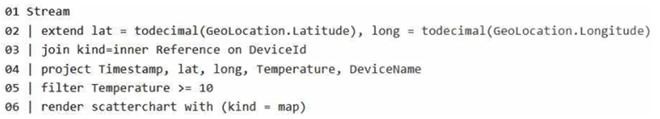 01 Stream
02 | extend lat = todecimal(GeoLocation.Latitude), long = todecimal(GeoLocation.Longitude)
03 | join kind=inner Reference on DeviceId
04 | project Timestamp, lat, long, Temperature, DeviceName
05 | filter Temperature >= 10
06 | render scatterchart with (kind = map)